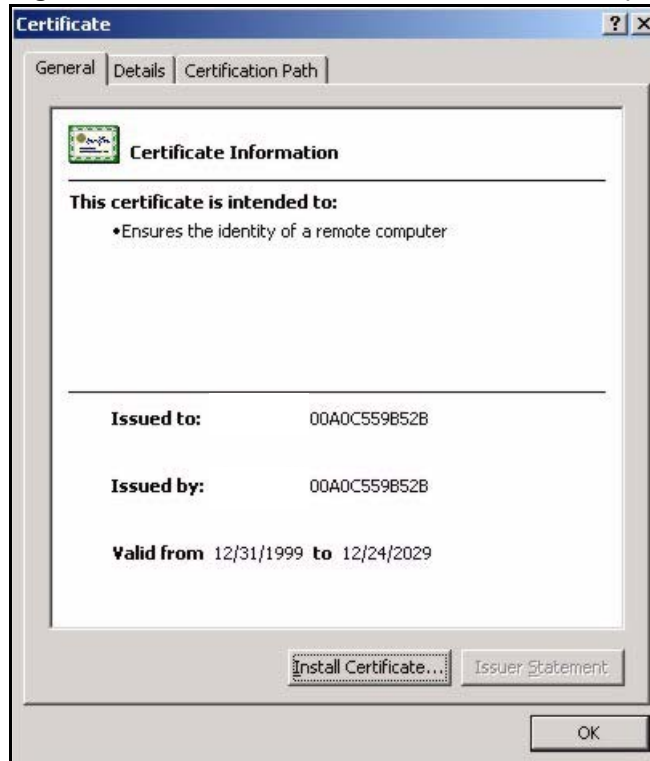 Certificate
General Details Certification Path
Certificate Information
This certificate is intended to:
•Ensures the identity of a remote computer
Issued to: 00A0C559B52B
Issued by: 00A0C559B52B
Valid from 12/31/1999 to 12/24/2029
Install Certificate... Issuer Statement
OK